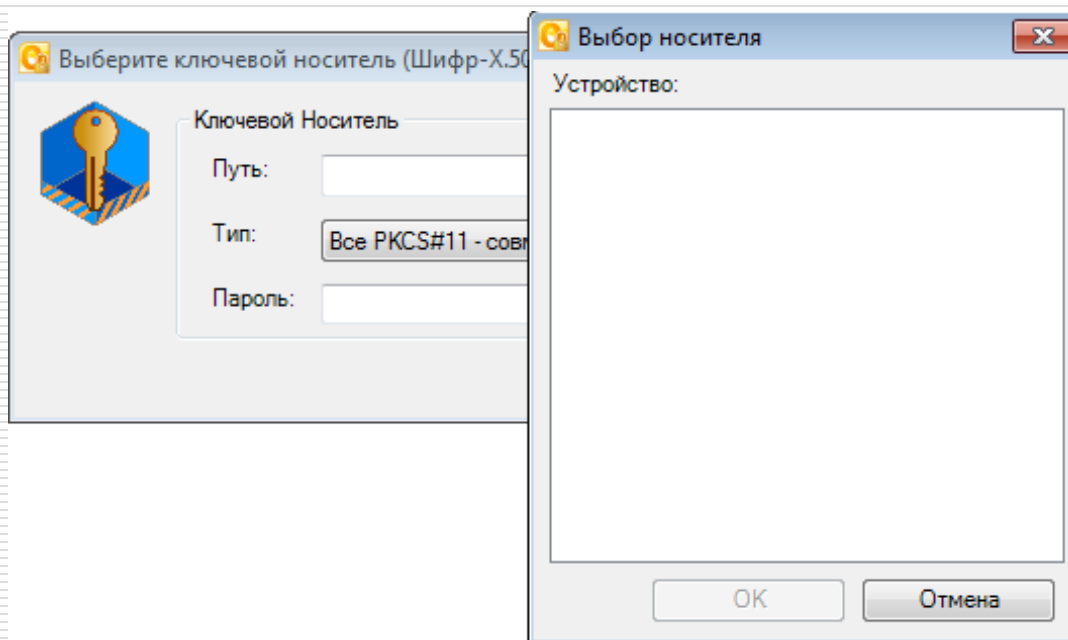 Выберите ключевой носитель (Шифр-X.50
Ключевой Носитель
Путь:
Тип:
Все PKCS#11 - совм
Пароль:
Выбор носителя
Устройство:
OK
Отмена